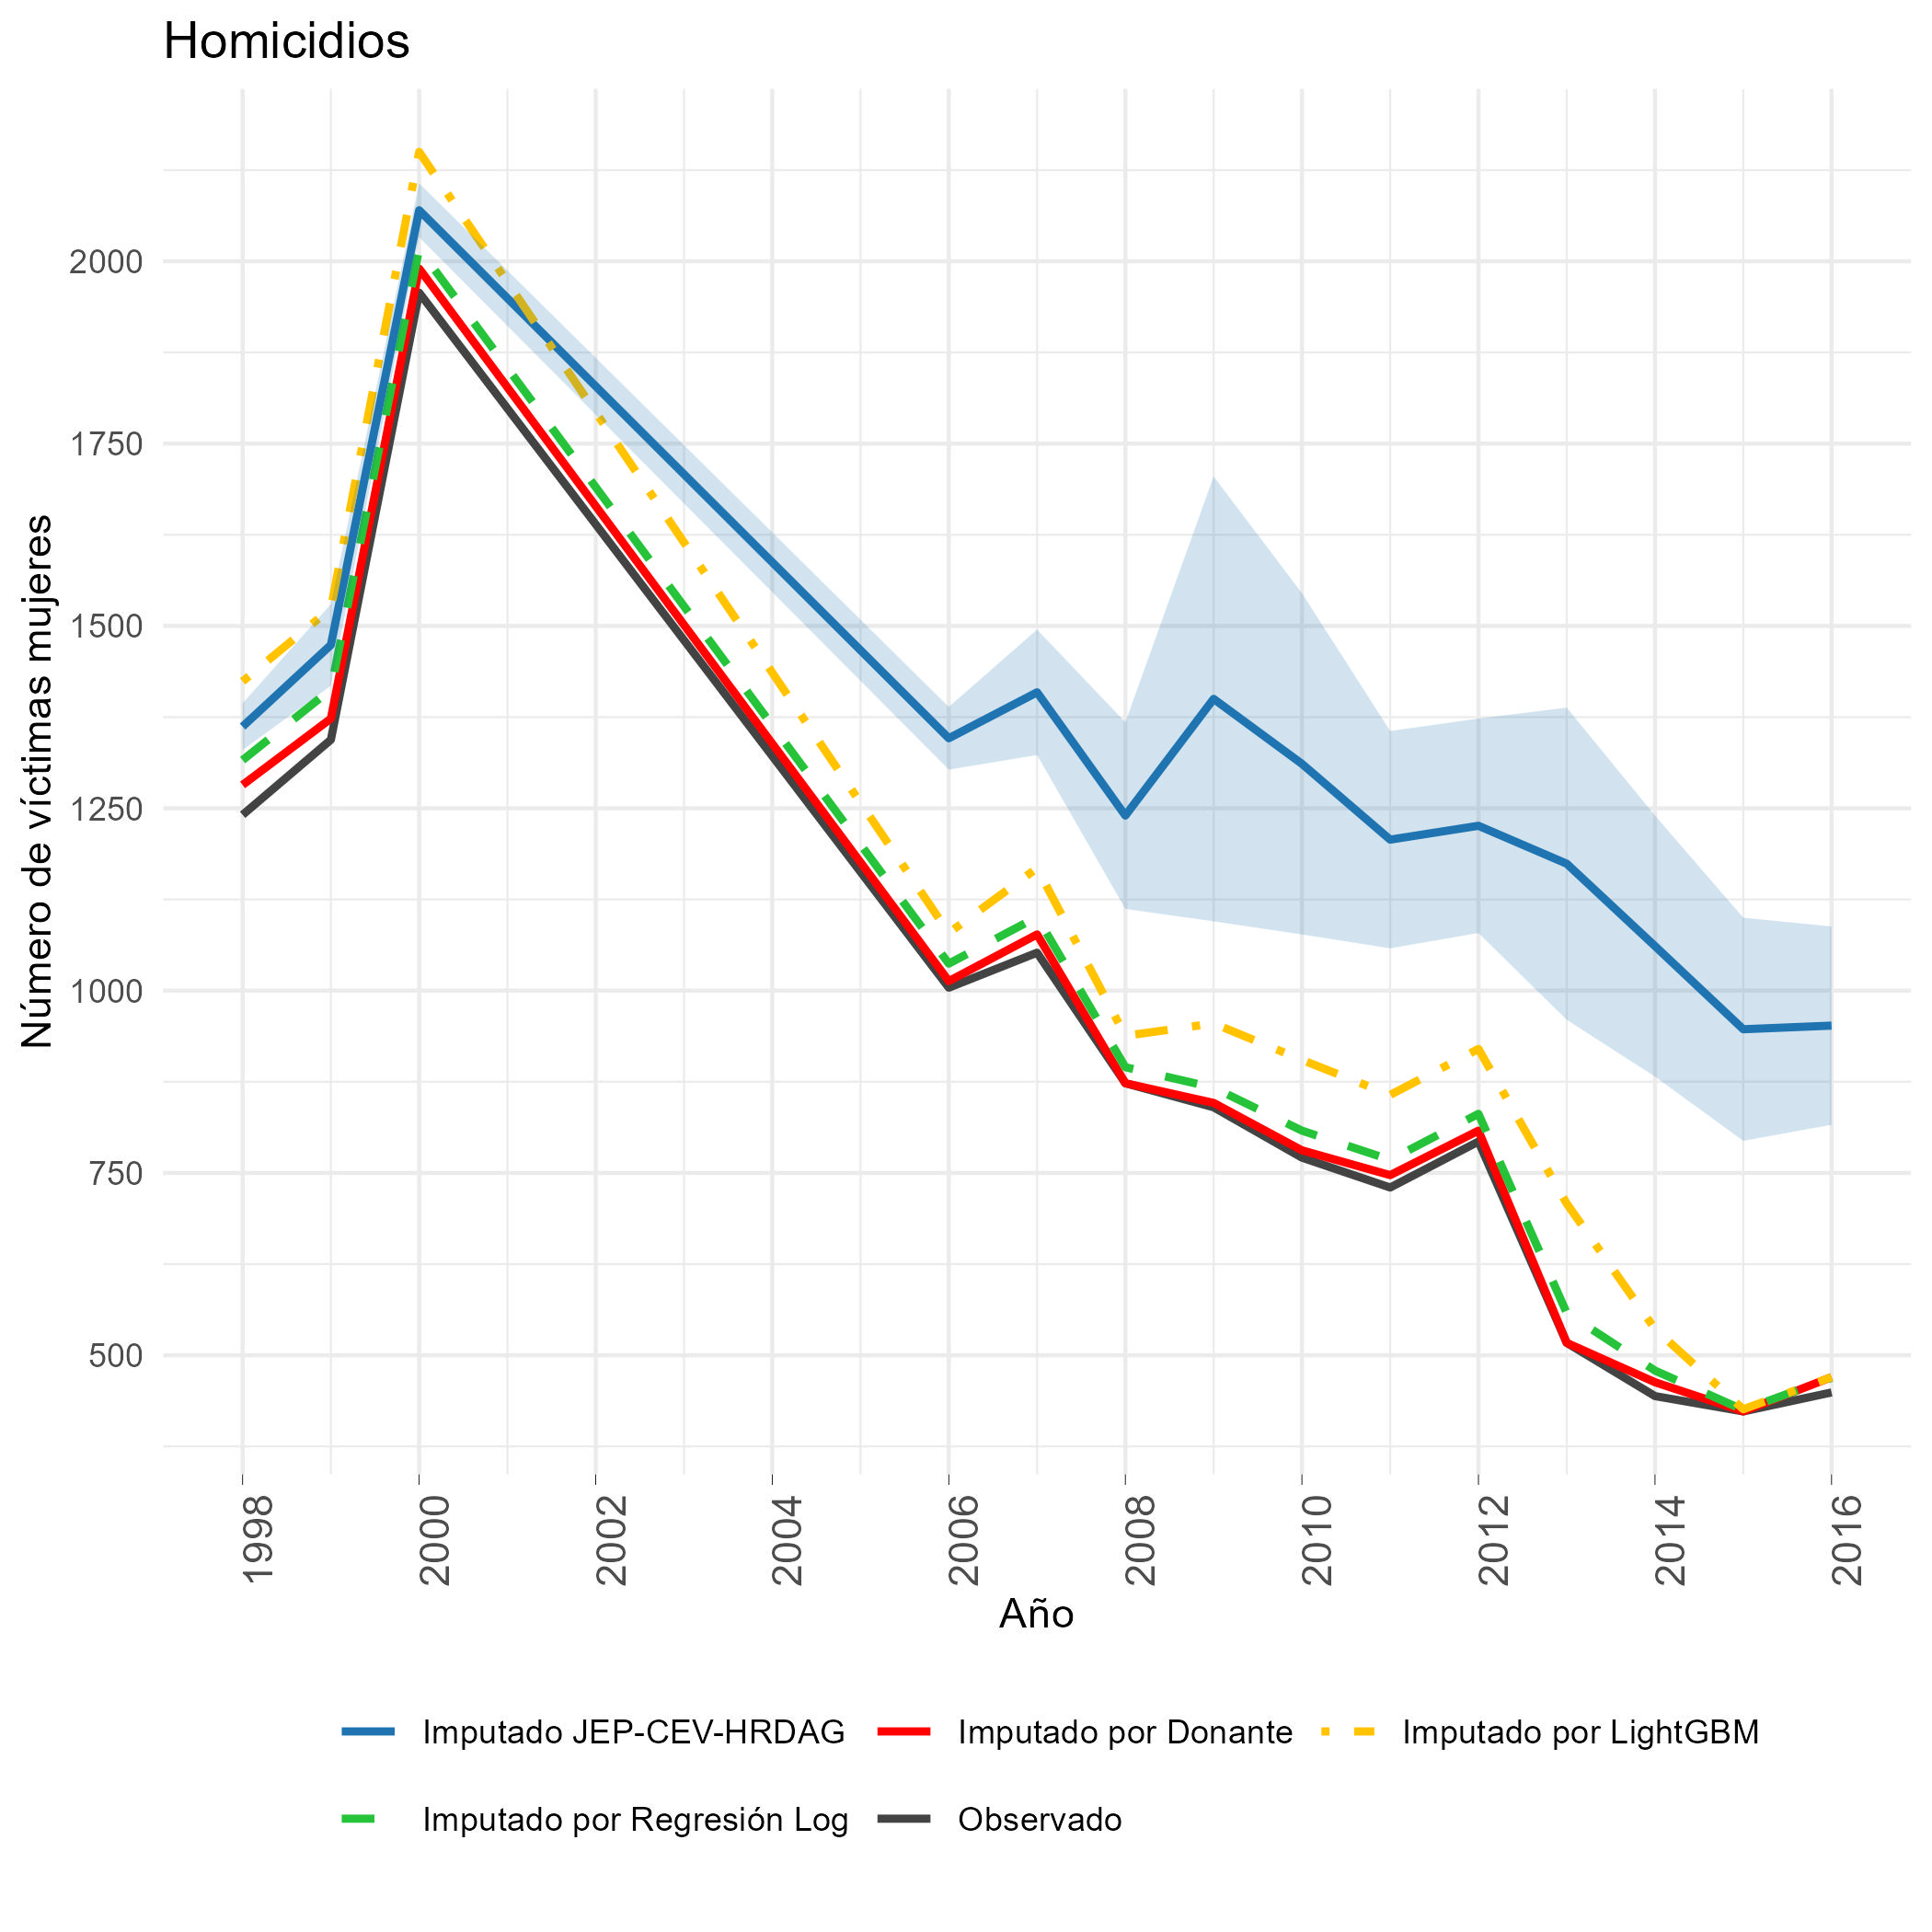 Homicidios
Número de víctimas mujeres
2000
1750
1500
1250
1000
750
500
1998
2000
2002
2004
2006
2008
2010
2012
2014
2016
Año
Imputado JEP-CEV-HRDAG
Imputado por Donante
Imputado por LightGBM
Imputado por Regresión Log
Observado